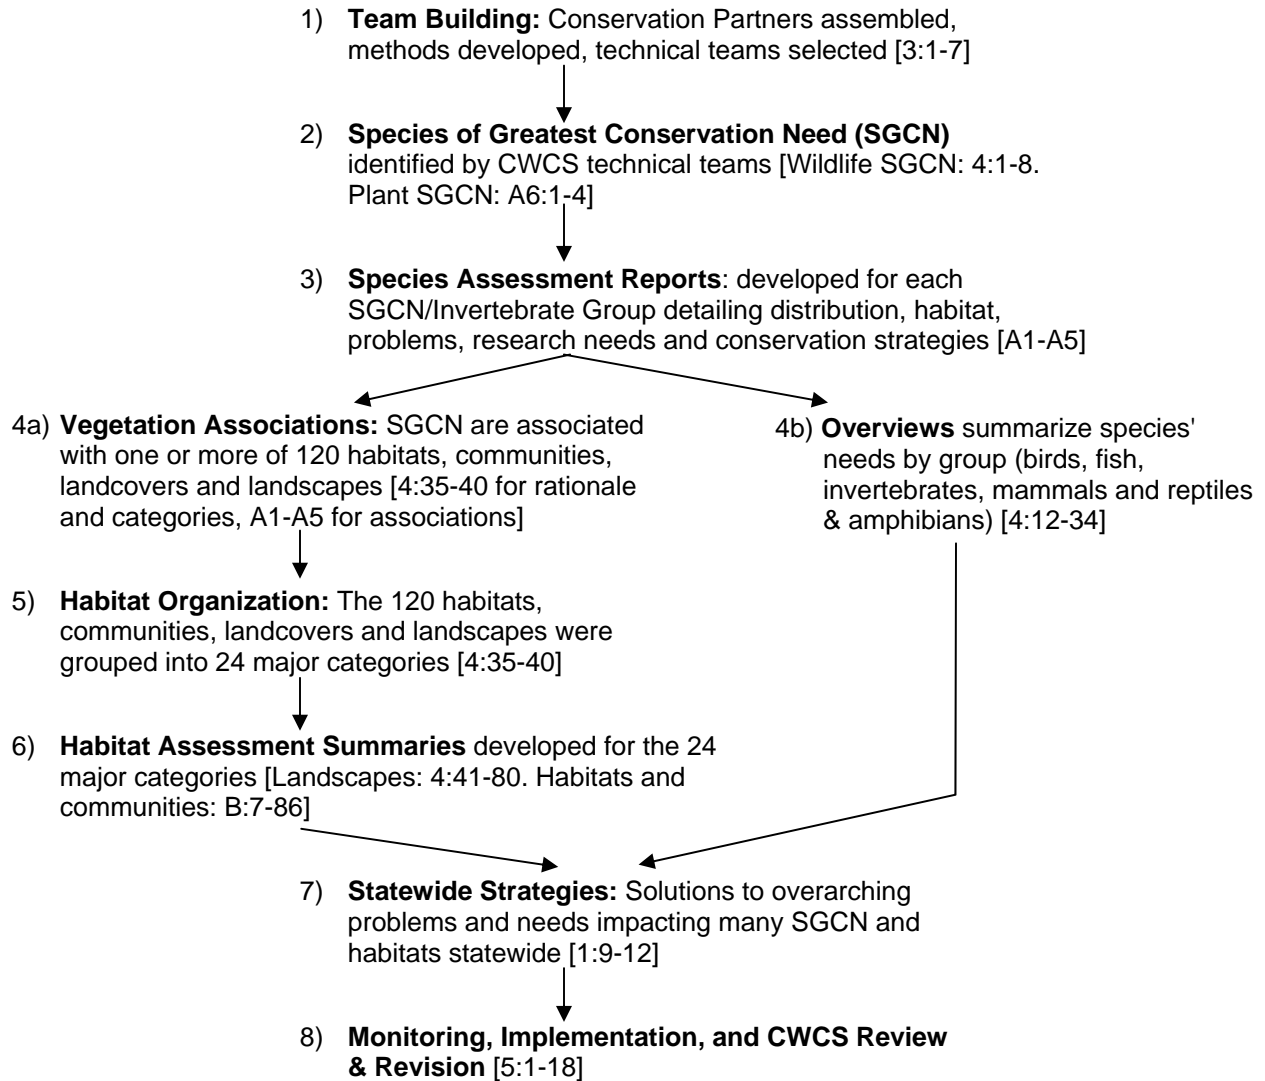 1) Team Building: Conservation Partners assembled,
methods developed, technical teams selected [3:1-7]
2) Species of Greatest Conservation Need (SGCN)
identified by CWCS technical teams [Wildlife SGCN: 4:1-8.
Plant SGCN: A6:1-4]
3) Species Assessment Reports: developed for each
SGCN/Invertebrate Group detailing distribution, habitat,
problems, research needs and conservation strategies [A1-A5]
4a) Vegetation Associations: SGCN are associated
with one or more of 120 habitats, communities,
landcovers and landscapes [4:35-40 for rationale
and categories, A1-A5 for associations]
4b) Overviews summarize species'
needs by group (birds, fish,
invertebrates, mammals and reptiles
& amphibians) [4:12-34]
5) Habitat Organization: The 120 habitats,
communities, landcovers and landscapes were
grouped into 24 major categories [4:35-40]
6) Habitat Assessment Summaries developed for the 24
major categories [Landscapes: 4:41-80. Habitats and
communities: B:7-86]
7) Statewide Strategies: Solutions to overarching
problems and needs impacting many SGCN and
habitats statewide [1:9-12]
8) Monitoring, Implementation, and CWCS Review
& Revision [5:1-18]